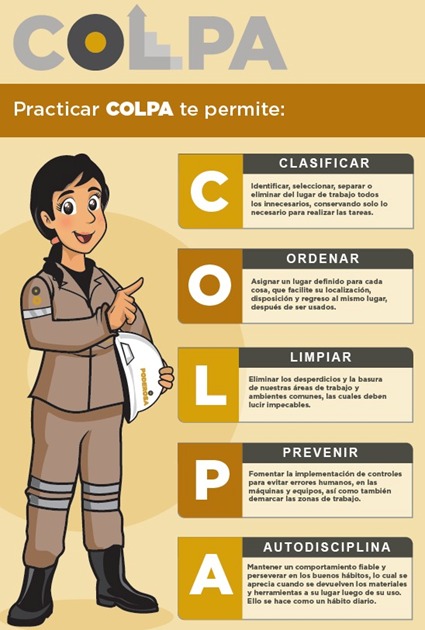 COLPA
Practicar COLPA te permite:
C
CLASIFICAR
Identificar, seleccionar, separar o
eliminar del lugar de trabajo todos
los innecesarios, conservando solo lo
necesario para realizar las tareas.
O
ORDENAR
Asignar un lugar definido para cada
cosa, que facilite su localización,
disposición y regreso al mismo lugar,
después de ser usados.
L
LIMPIAR
Eliminar los desperdicios y la basura
de nuestras áreas de trabajo y
ambientes comunes, las cuales deben
lucir impecables.
PODEROSA
P
PREVENIR
Fomentar la implementación de controles
para evitar errores humanos, en las
máquinas y equipos, así como también
demarcar las zonas de trabajo.
A
AUTODISCIPLINA
Mantener un comportamiento fiable y
perseverar en los buenos hábitos, lo cual se
aprecia cuando se devuelven los materiales
y herramientas a su lugar luego de su uso.
Ello se hace como un hábito diario.